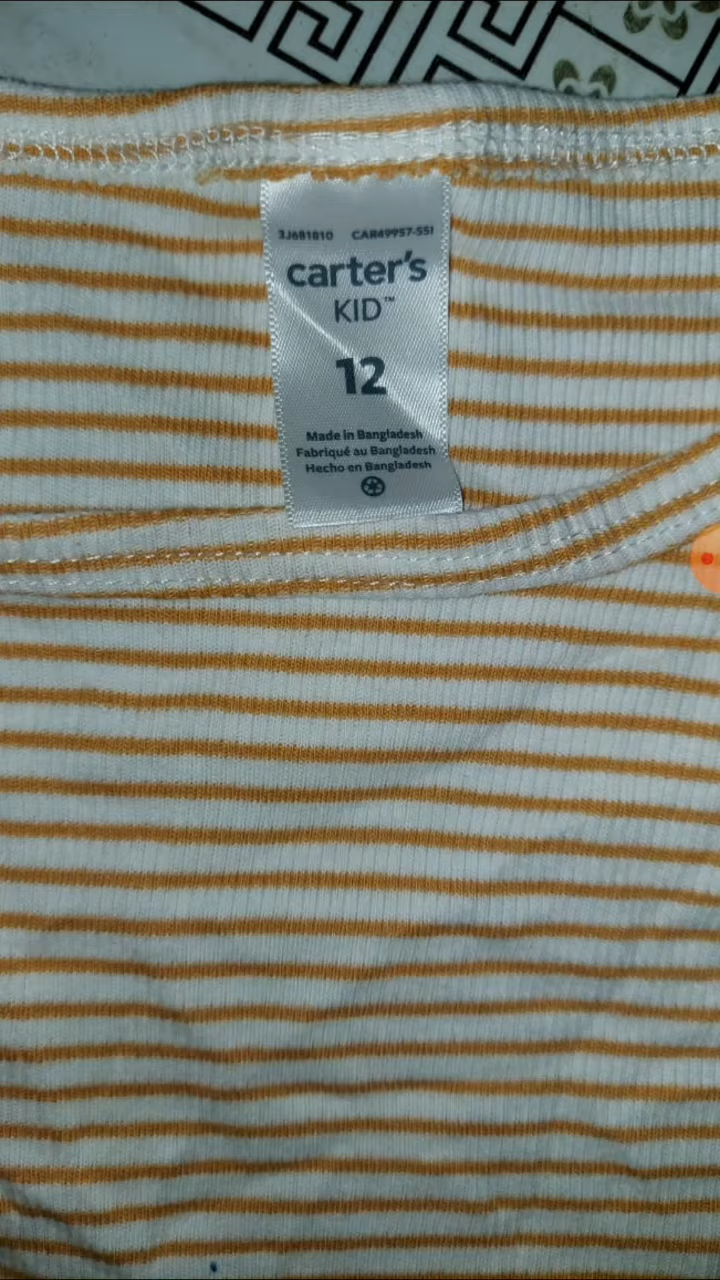 3J681810 CAR49957-551
carter's
KID™
12
Made in Bangladesh
Fabriqué au Bangladesh
Hecho en Bangladesh